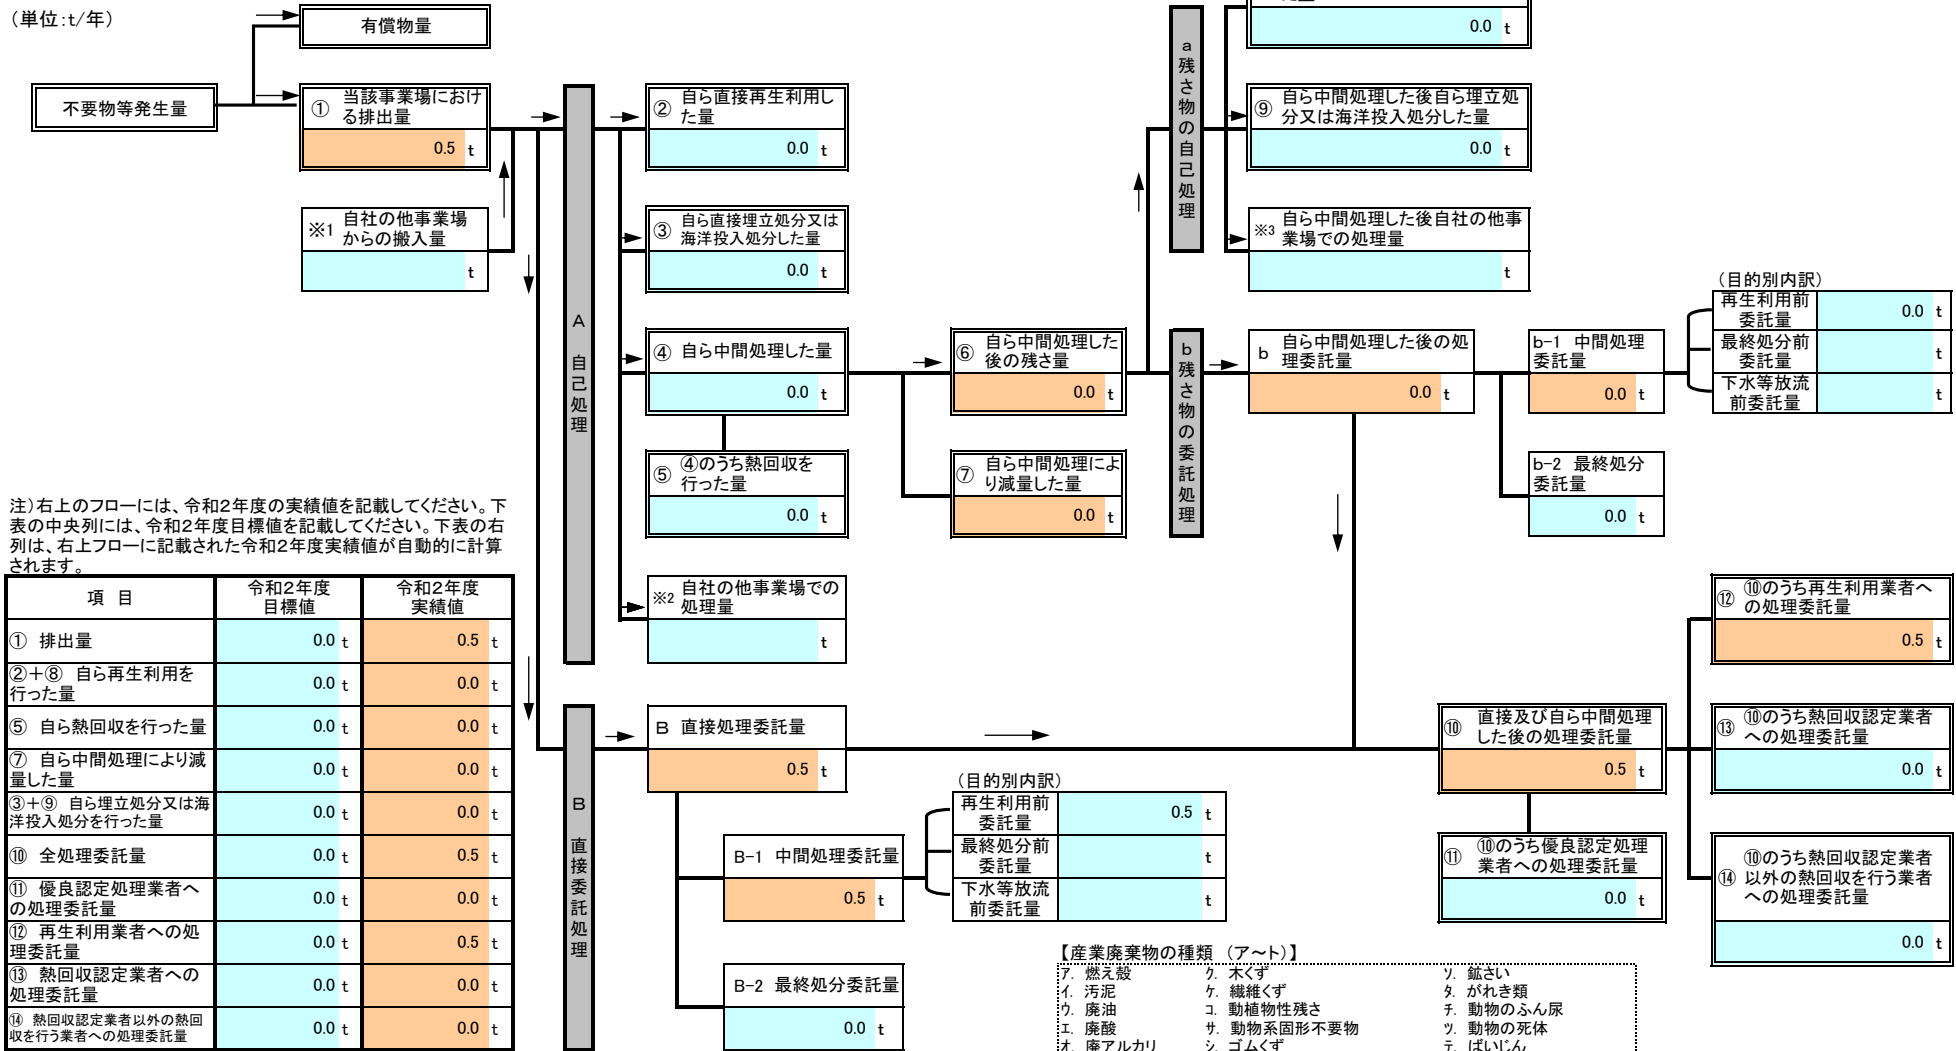 (単位:t/年)
有償物量
不要物等発生量
① 当該事業場におけ
る排出量
0.5 t
※1 自社の他事業場
からの搬入量
t
A 自己処理
② 自ら直接再生利用し
た量
0.0 t
③ 自ら直接埋立処分又は
海洋投入処分した量
0.0 t
④ 自ら中間処理した量
0.0 t
⑤ ④のうち熱回収を
行った量
0.0 t
※2 自社の他事業場での
処理量
t
⑥ 自ら中間処理した
後の残さ量
0.0 t
⑦ 自ら中間処理によ
り減量した量
0.0 t
a残さ物の自己処理
0.0 t
⑨ 自ら中間処理した後自ら埋立処
分又は海洋投入処分した量
0.0 t
※3 自ら中間処理した後自社の他事
業場での処理量
t
b残さ物の委託処理
b 自ら中間処理した後の処
理委託量
0.0 t
b-1 中間処理
委託量
0.0 t
b-2 最終処分
委託量
0.0 t
(目的別内訳)
再生利用前
委託量 0.0 t
最終処分前
委託量 t
下水等放流
前委託量 t
注)右上のフローには、令和2年度の実績値を記載してください。下
表の中央列には、令和2年度目標値を記載してください。下表の右
列は、右上フローに記載された令和2年度実績値が自動的に計算
されます。
項 目 令和2年度 令和2年度
目標値 実績値
① 排出量 0.0 t 0.5 t
②+⑧ 自ら再生利用を
行った量 0.0 t 0.0 t
⑤ 自ら熱回収を行った量 0.0 t 0.0 t
⑦ 自ら中間処理により減
量した量 0.0 t 0.0 t
③+⑨ 自ら埋立処分又は海
洋投入処分を行った量 0.0 t 0.0 t
⑩ 全処理委託量 0.0 t 0.5 t
⑪ 優良認定処理業者へ
の処理委託量 0.0 t 0.0 t
⑫ 再生利用業者への処
理委託量 0.0 t 0.5 t
⑬ 熱回収認定業者への
処理委託量 0.0 t 0.0 t
⑭ 熱回収認定業者以外の熱回
収を行う業者への処理委託量 0.0 t 0.0 t
B 直接委託処理
B 直接処理委託量
0.5 t
B-1 中間処理委託量
0.5 t
B-2 最終処分委託量
0.0 t
(目的別内訳)
再生利用前
委託量 0.5 t
最終処分前
委託量 t
下水等放流
前委託量 t
⑩ 直接及び自ら中間処理
した後の処理委託量
0.5 t
⑪ ⑩のうち優良認定処理
業者への処理委託量
0.0 t
⑫ ⑩のうち再生利用業者へ
の処理委託量
0.5 t
⑬ ⑩のうち熱回収認定業者
への処理委託量
0.0 t
⑭ ⑩のうち熱回収認定業者
以外の熱回収を行う業者
への処理委託量
0.0 t
【産業廃棄物の種類 (ア~ト)】
ア. 燃え殻 ク. 木くず ソ. 鉱さい
イ. 汚泥 ケ. 繊維くず タ. がれき類
ウ. 廃油 コ. 動植物性残さ チ. 動物のふん尿
エ. 廃酸 サ. 動物系固形不要物 ツ. 動物の死体
オ. 廃アルカリ シ. ゴムくず テ. ばいじん